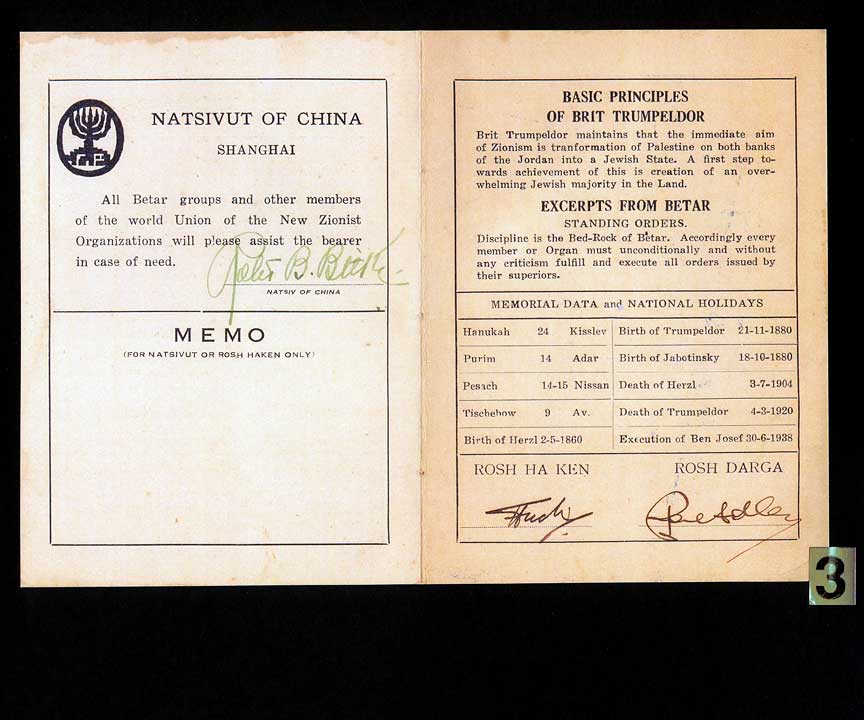 NATSIVUT OF CHINA
SHANGHAI
All Betar groups and other members
of the world Union of the New Zionist
Organizations will please assist the bearer
in case of need.
B.
NATSIV OF CHINA
MEMO
(FOR NATSIVUT OR ROSH HAKEN ONLY)
BASIC PRINCIPLES
OF BRIT TRUMPELDOR
Brit Trumpeldor maintains that the immediate aim
of Zionism is tranformation of Palestine on both banks
of the Jordan into a Jewish State. A first step to-
wards achievement of this is creation of an over-
whelming Jewish majority in the Land.
EXCERPTS FROM BETAR
STANDING ORDERS.
Discipline is the Bed-Rock of Betar. Accordingly every
member or Organ must unconditionally and without
any criticism fulfill and execute all orders issued by
their superiors.
MEMORIAL DATA and NATIONAL HOLIDAYS
Hanukah 24 Kisslev Birth of Trumpeldor 21-11-1880
Purim 14 Adar Birth of Jabotinsky 18-10-1880
Pesach 14-15 Nissan Death of Herzl 3-7-1904
Tischebow 9 Av. Death of Trumpeldor 4-3-1920
Birth of Herzl 2-5-1860 Execution of Ben Josef 30-6-1938
ROSH HA KEN ROSH DARGA
3